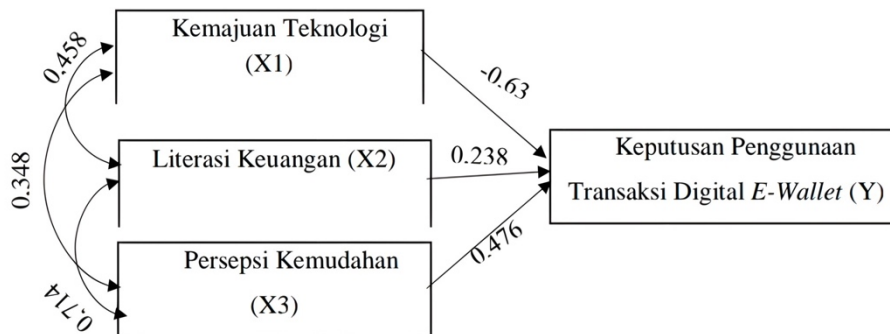 Kemajuan Teknologi
(X1)
0.458
-0.63
Literasi Keuangan (X2)
0.238
Keputusan Penggunaan
Transaksi Digital E-Wallet (Y)
0.348
0.476
Persepsi Kemudahan
(X3)
0.714